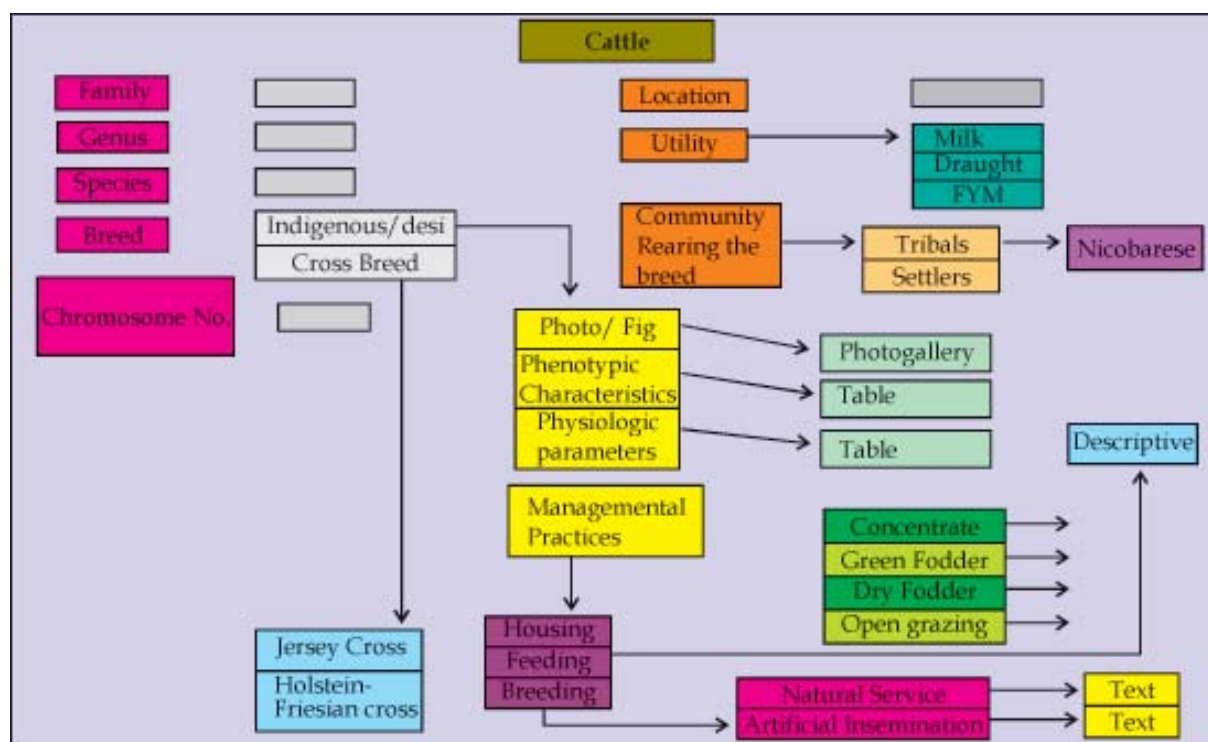 Cattle
Family
Genus
Species
Breed
Chromosome No.
Indigenous/ desi
Cross Breed
Jersey Cross
Holstein-
Friesian cross
Location
Utility
Milk
Draught
FYM
Community
Rearing the
breed
Tribals
Settlers
Nicobarese
Photo/ Fig
Phenotypic
Characteristics
Physiologic
parameters
Photogallery
Table
Table
Managemental
Practices
Housing
Feeding
Breeding
Descriptive
Concentrate
Green Fodder
Dry Fodder
Open grazing
Natural Service
Artificial Insemination
Text
Text